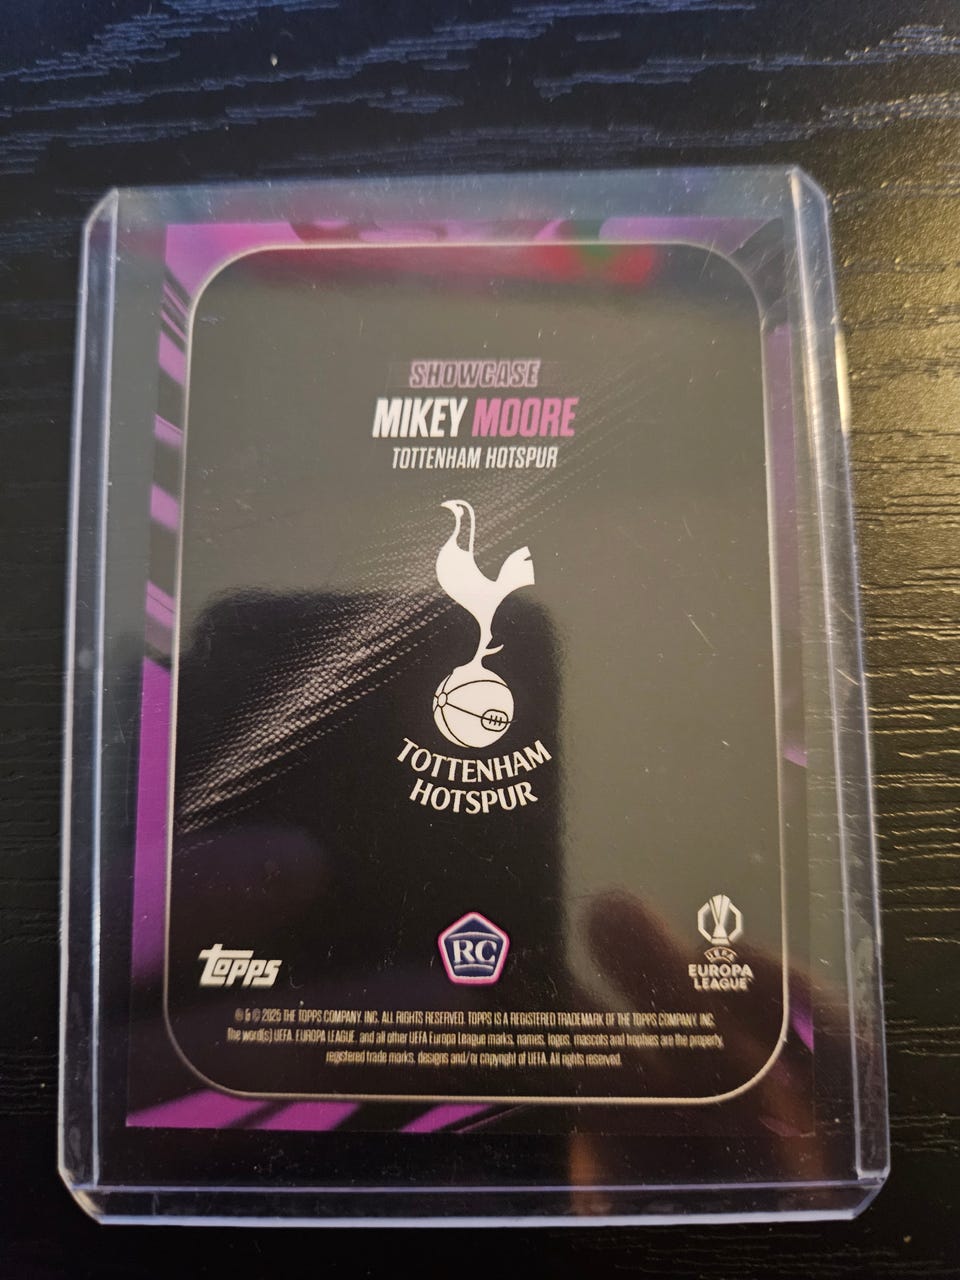 SHOWCASE
MIKEY MOORE
TOTTENHAM HOTSPUR
TOTTENHAM
HOTSPUR
topps
RC
UEFA
EUROPA
LEAGUE
® & © 2025 THE TOPPS COMPANY, INC. ALL RIGHTS RESERVED. TOPPS IS A REGISTERED TRADEMARK OF THE TOPPS COMPANY, INC.
The word(s) UEFA, EUROPA LEAGUE, and all other UEFA Europa League marks, names, logos, mascots and trophies are the property,
registered trade marks, designs and/or copyright of UEFA. All rights reserved.